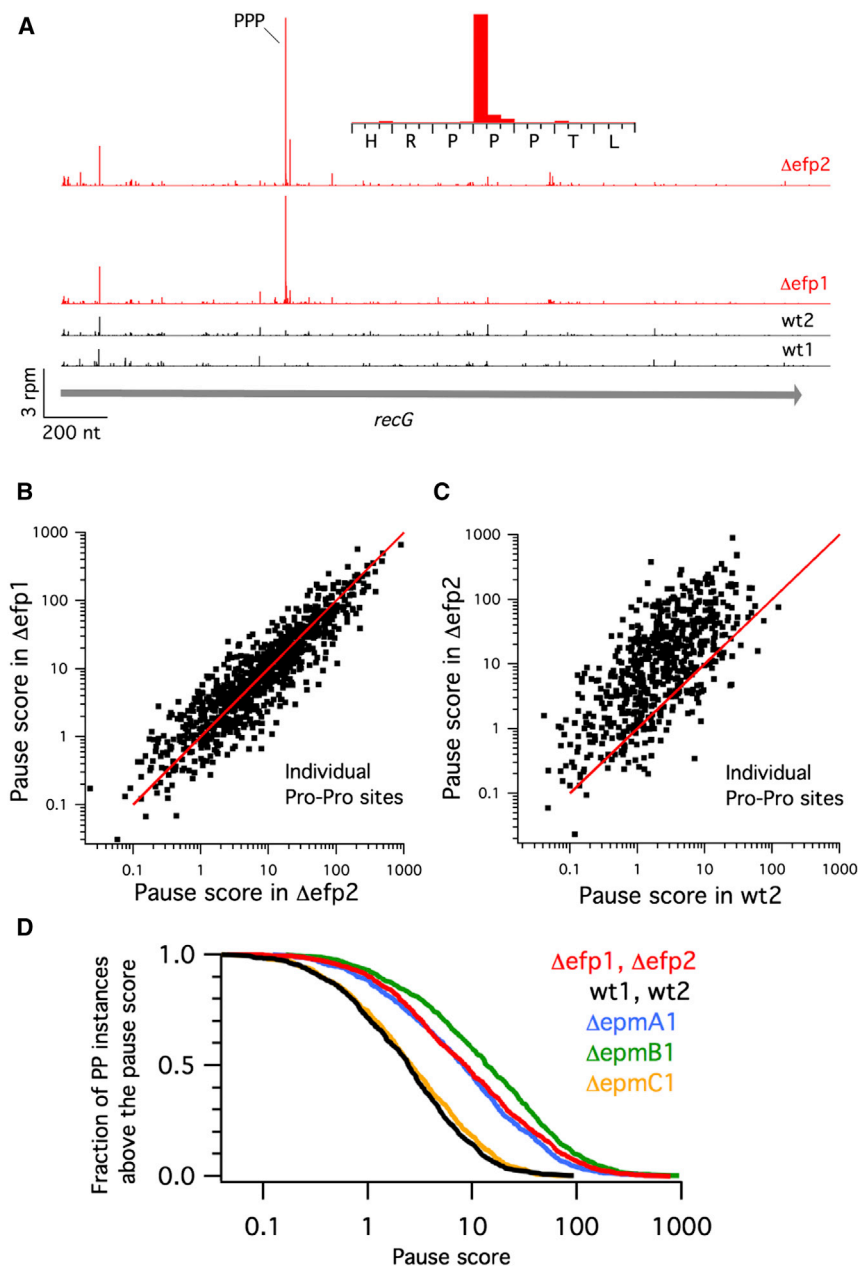 A
PPP
H R P P P T L
Δefp2
Δefp1
wt2
wt1
3 rpm
200 nt
recG
B
1000
100
10
1
0.1
Pause score in Δefp1
0.1 1 10 100 1000
Pause score in Δefp2
Individual
Pro-Pro sites
C
1000
100
10
1
0.1
Pause score in Δefp2
0.1 1 10 100 1000
Pause score in wt2
Individual
Pro-Pro sites
D
1.0
0.5
0.0
Fraction of PP instances
above the pause score
Δefp1, Δefp2
wt1, wt2
ΔepmA1
ΔepmB1
ΔepmC1
0.1 1 10 100 1000
Pause score